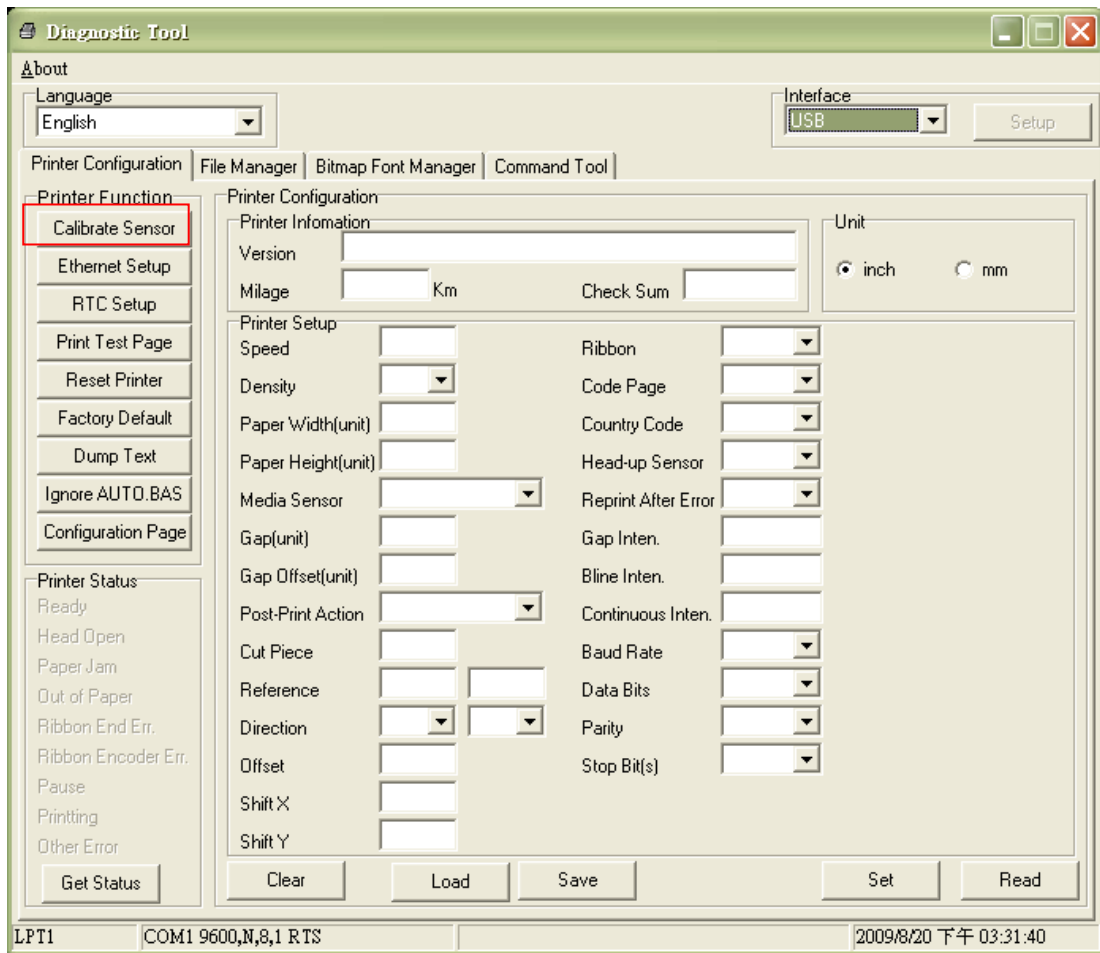 Diagnostic Tool
About
Language
English
Interface
USB
Setup
Printer Configuration
File Manager
Bitmap Font Manager
Command Tool
Printer Function
Calibrate Sensor
Ethernet Setup
RTC Setup
Print Test Page
Reset Printer
Factory Default
Dump Text
Ignore AUTO.BAS
Configuration Page
Printer Status
Ready
Head Open
Paper Jam
Out of Paper
Ribbon End Err.
Ribbon Encoder Err.
Pause
Printting
Other Error
Get Status
Printer Configuration
Printer Infomation
Version
Milage
Km
Check Sum
Unit
inch
mm
Printer Setup
Speed
Density
Paper Width(unit)
Paper Height(unit)
Media Sensor
Gap(unit)
Gap Offset(unit)
Post-Print Action
Cut Piece
Reference
Direction
Offset
Shift X
Shift Y
Ribbon
Code Page
Country Code
Head-up Sensor
Reprint After Error
Gap Inten.
Bline Inten.
Continuous Inten.
Baud Rate
Data Bits
Parity
Stop Bit(s)
Clear
Load
Save
Set
Read
LPT1
COM1 9600,N,8,1 RTS
2009/8/20 下午 03:31:40